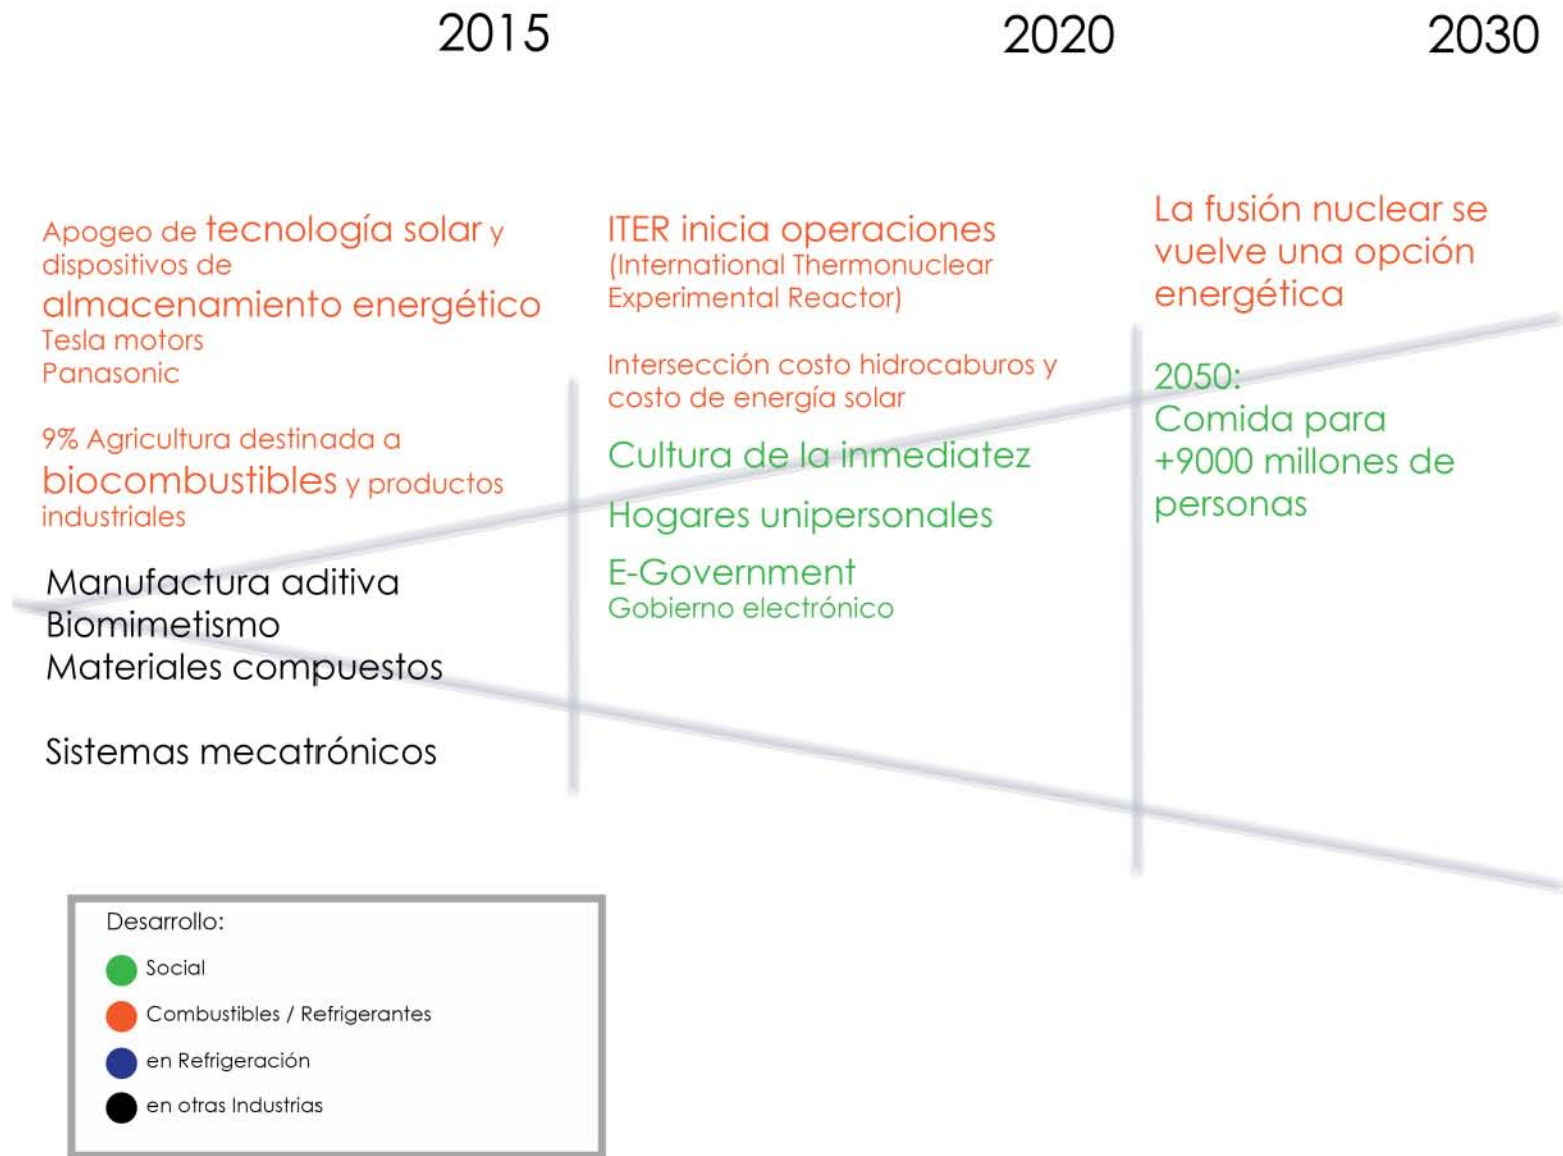 2015
2020
2030
Apogeo de tecnología solar y
dispositivos de
almacenamiento energético
Tesla motors
Panasonic
9% Agricultura destinada a
biocombustibles y productos
industriales
Manufactura aditiva
Biomimetismo
Materiales compuestos
Sistemas mecatrónicos
ITER inicia operaciones
(International Thermonuclear
Experimental Reactor)
Intersección costo hidrocaburos y
costo de energía solar
Cultura de la inmediatez
Hogares unipersonales
E-Government
Gobierno electrónico
La fusión nuclear se
vuelve una opción
energética
2050:
Comida para
+9000 millones de
personas
Desarrollo:
Social
Combustibles / Refrigerantes
en Refrigeración
en otras Industrias